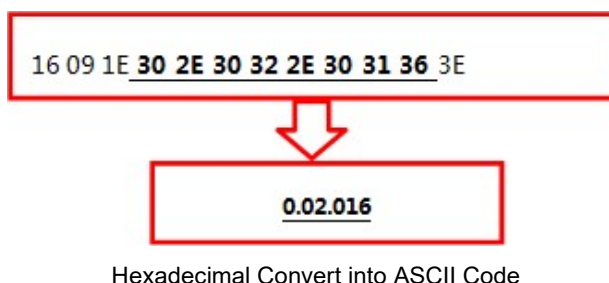 16 09 1E 30 2E 30 32 2E 30 31 36 3E
0.02.016
Hexadecimal Convert into ASCII Code